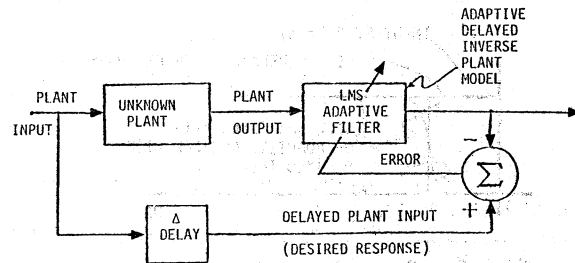 ADAPTIVE
DELAYED
INVERSE
PLANT
MODEL
PLANT
INPUT
UNKNOWN
PLANT
PLANT
OUTPUT
LMS
ADAPTIVE
FILTER
−
ERROR
Σ
+
Δ
DELAY
DELAYED PLANT INPUT
(DESIRED RESPONSE)